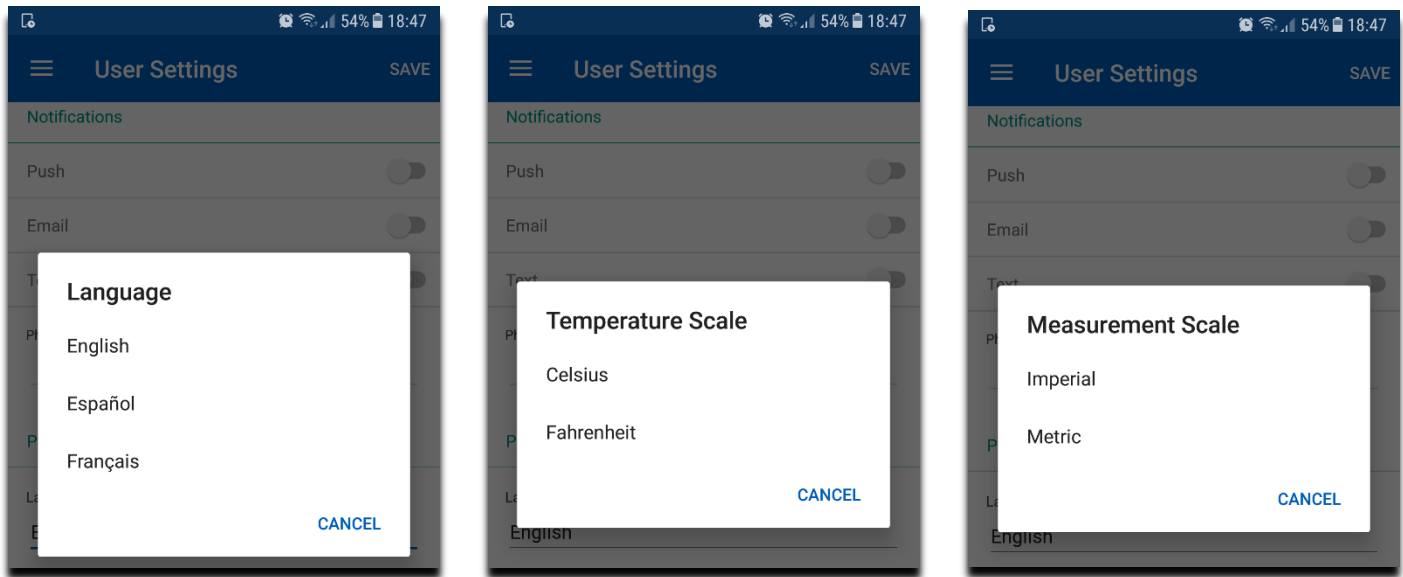 54% 18:47
User Settings SAVE
Notifications
Push
Email
Language
English
Español
Français
CANCEL
54% 18:47
User Settings SAVE
Notifications
Push
Email
Text
Temperature Scale
Celsius
Fahrenheit
CANCEL
English
54% 18:47
User Settings SAVE
Notifications
Push
Email
Text
Measurement Scale
Imperial
Metric
CANCEL
English